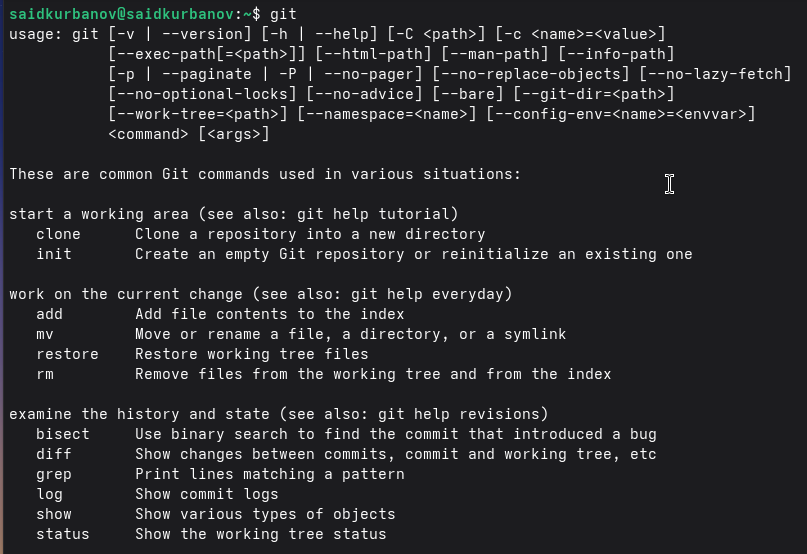 saidkurbanov@saidkurbanov:~$ git
usage: git [-v | --version] [-h | --help] [-C <path>] [-c <name>=<value>]
           [--exec-path[=<path>]] [--html-path] [--man-path] [--info-path]
           [-p | --paginate | -P | --no-pager] [--no-replace-objects] [--no-lazy-fetch]
           [--no-optional-locks] [--no-advice] [--bare] [--git-dir=<path>]
           [--work-tree=<path>] [--namespace=<name>] [--config-env=<name>=<envvar>]
           <command> [<args>]

These are common Git commands used in various situations:

start a working area (see also: git help tutorial)
   clone      Clone a repository into a new directory
   init       Create an empty Git repository or reinitialize an existing one

work on the current change (see also: git help everyday)
   add        Add file contents to the index
   mv         Move or rename a file, a directory, or a symlink
   restore    Restore working tree files
   rm         Remove files from the working tree and from the index

examine the history and state (see also: git help revisions)
   bisect     Use binary search to find the commit that introduced a bug
   diff       Show changes between commits, commit and working tree, etc
   grep       Print lines matching a pattern
   log        Show commit logs
   show       Show various types of objects
   status     Show the working tree status